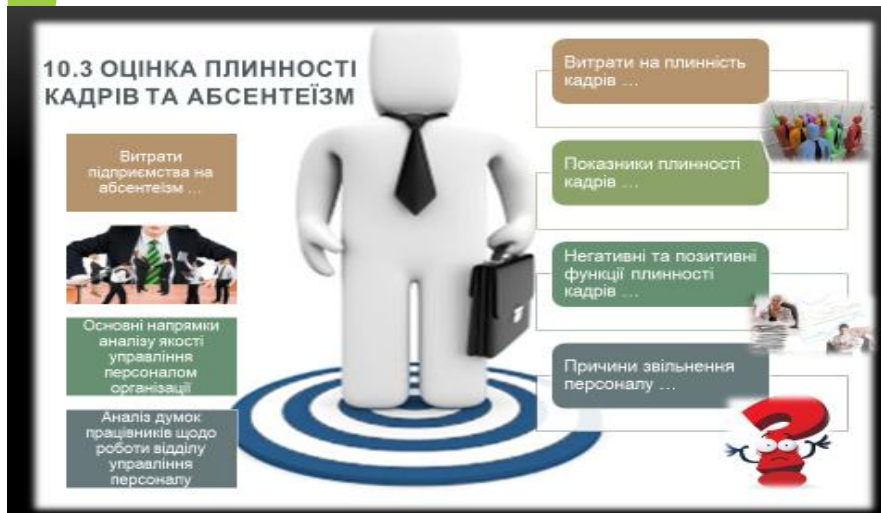 10.3 ОЦІНКА ПЛИННОСТІ
КАДРІВ ТА АБСЕНТЕЇЗМ
Витрати
підприємства на
абсентеїзм ...
Основні напрямки
аналізу якості
управління
персоналом
організації
Аналіз думок
працівників щодо
роботи відділу
управління
персоналу
Витрати на плинність
кадрів ...
Показники плинності
кадрів ...
Негативні та позитивні
функції плинності
кадрів ...
Причини звільнення
персоналу ...